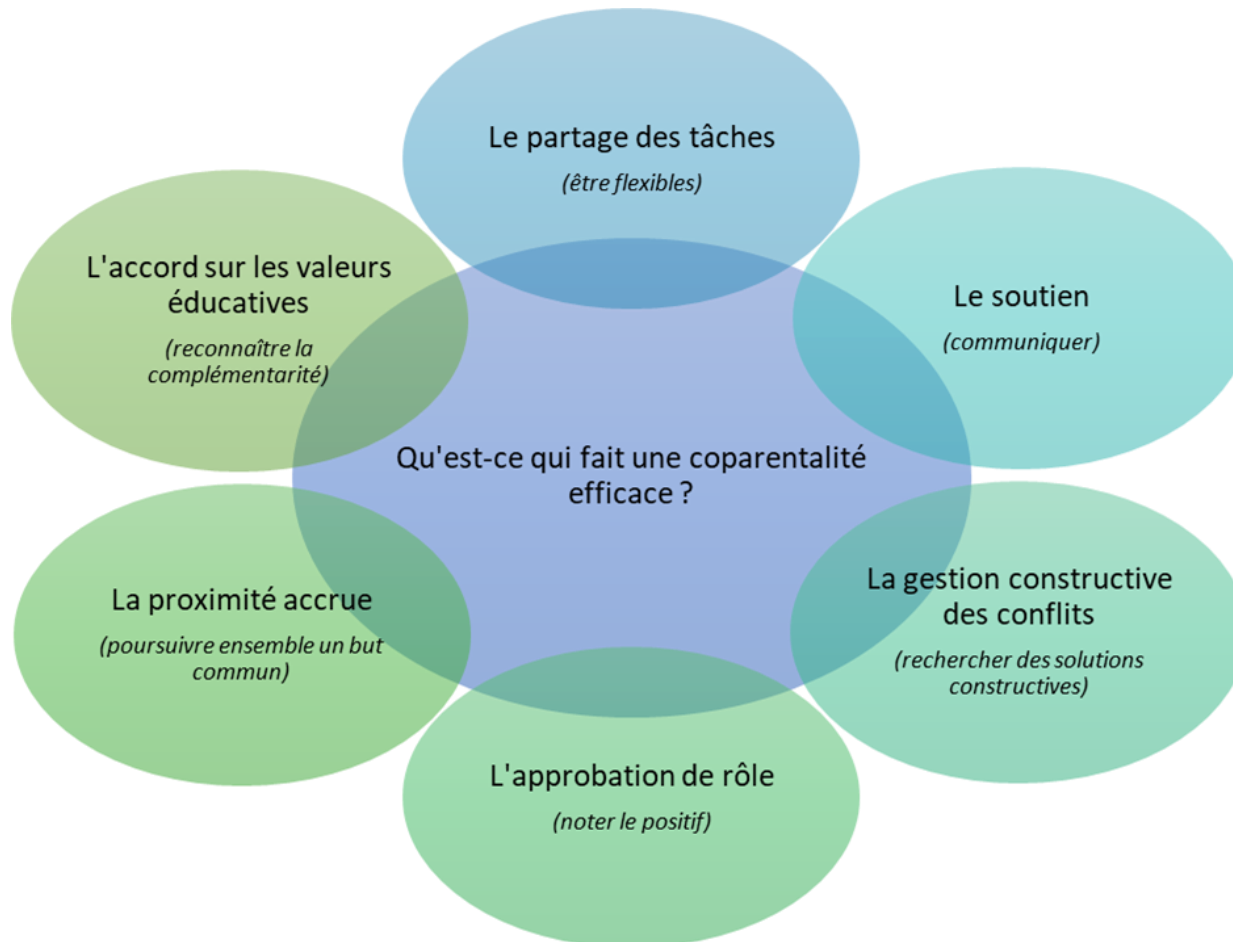 Le partage des tâches
(être flexibles)
L'accord sur les valeurs
éducatives
(reconnaître la
complémentarité)
Le soutien
(communiquer)
Qu'est-ce qui fait une coparentalité
efficace ?
La proximité accrue
(poursuivre ensemble un but
commun)
La gestion constructive
des conflits
(rechercher des solutions
constructives)
L'approbation de rôle
(noter le positif)